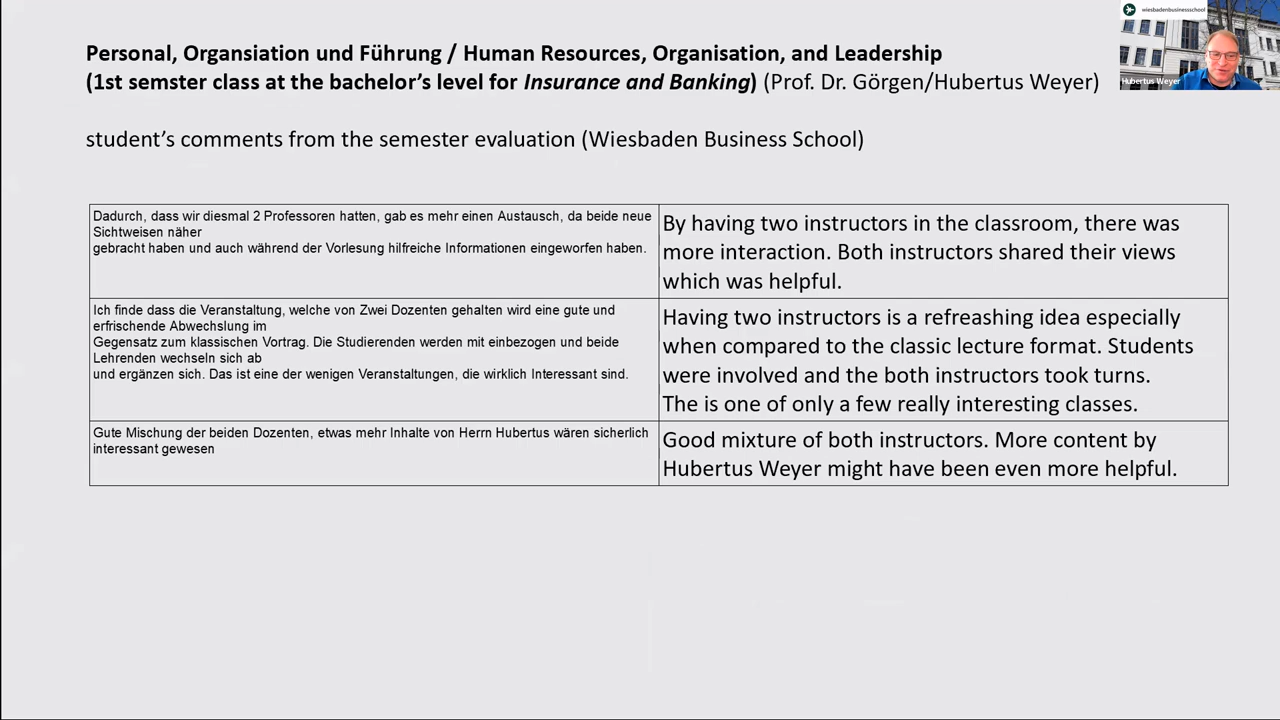 Personal, Organsiation und Führung / Human Resources, Organisation, and Leadership
(1st semster class at the bachelor's level for Insurance and Banking) (Prof. Dr. Görgen/Hubertus Weyer)
student's comments from the semester evaluation (Wiesbaden Business School)
wiesbadenbusinessschool
Hubertus Weyer
Dadurch, dass wir diesmal 2 Professoren hatten, gab es mehr einen Austausch, da beide neue
Sichtweisen näher
gebracht haben und auch während der Vorlesung hilfreiche Informationen eingeworfen haben.
By having two instructors in the classroom, there was
more interaction. Both instructors shared their views
which was helpful.
Ich finde dass die Veranstaltung, welche von Zwei Dozenten gehalten wird eine gute und
erfrischende Abwechslung im
Gegensatz zum klassischen Vortrag. Die Studierenden werden mit einbezogen und beide
Lehrenden wechseln sich ab
und ergänzen sich. Das ist eine der wenigen Veranstaltungen, die wirklich Interessant sind.
Having two instructors is a refreashing idea especially
when compared to the classic lecture format. Students
were involved and the both instructors took turns.
The is one of only a few really interesting classes.
Gute Mischung der beiden Dozenten, etwas mehr Inhalte von Herrn Hubertus wären sicherlich
interessant gewesen
Good mixture of both instructors. More content by
Hubertus Weyer might have been even more helpful.